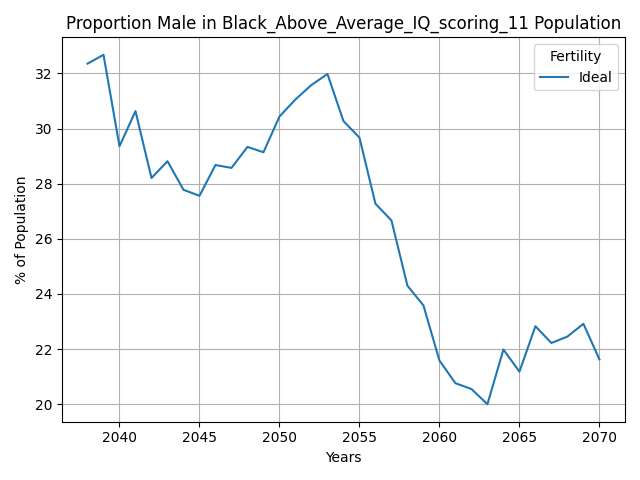 Proportion Male in Black_Above_Average_IQ_scoring_11 Population
Fertility
Ideal
32
30
28
26
24
22
20
% of Population
2040 2045 2050 2055 2060 2065 2070
Years